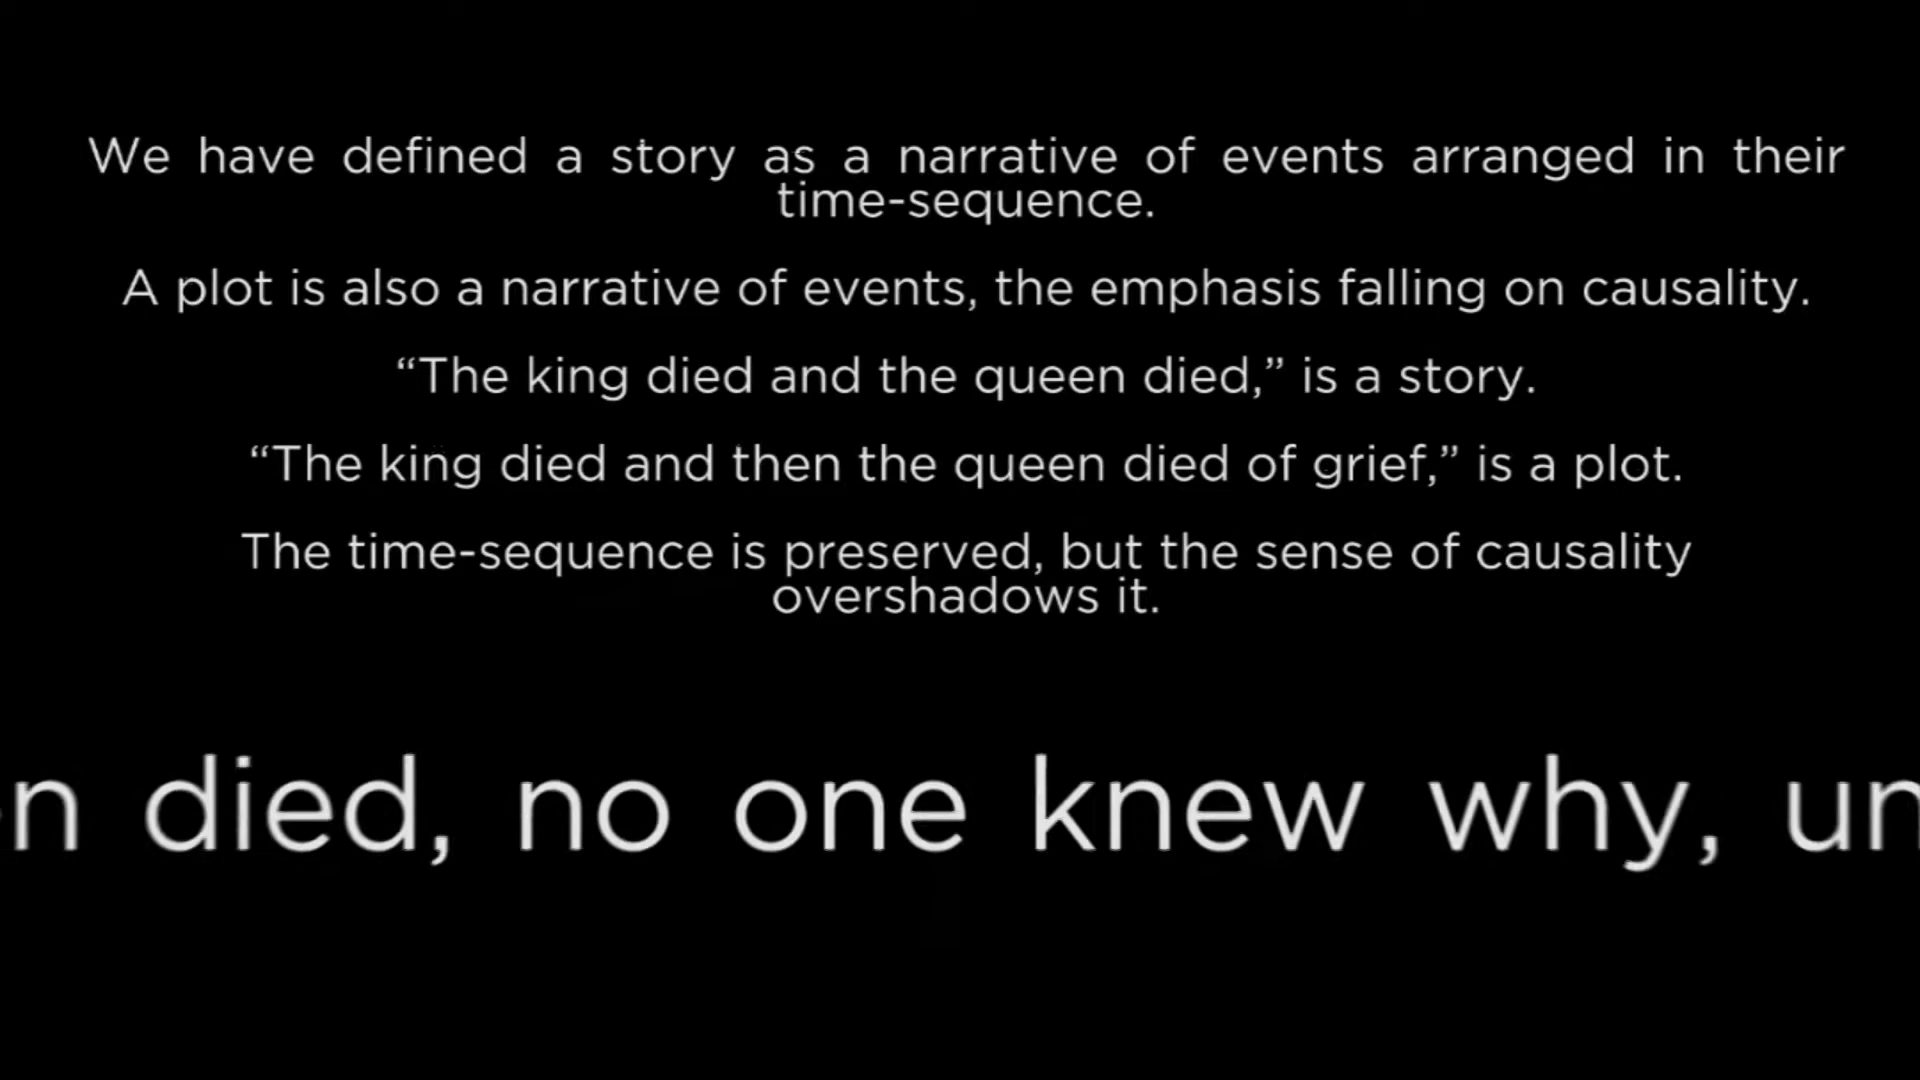 We have defined a story as a narrative of events arranged in their
time-sequence.
A plot is also a narrative of events, the emphasis falling on causality.
“The king died and the queen died,” is a story.
“The king died and then the queen died of grief,” is a plot.
The time-sequence is preserved, but the sense of causality
overshadows it.
died, no one knew why,